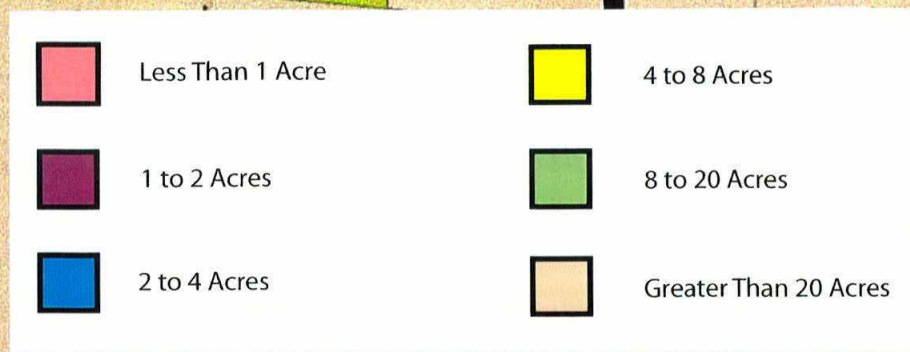 Less Than 1 Acre
1 to 2 Acres
2 to 4 Acres
4 to 8 Acres
8 to 20 Acres
Greater Than 20 Acres